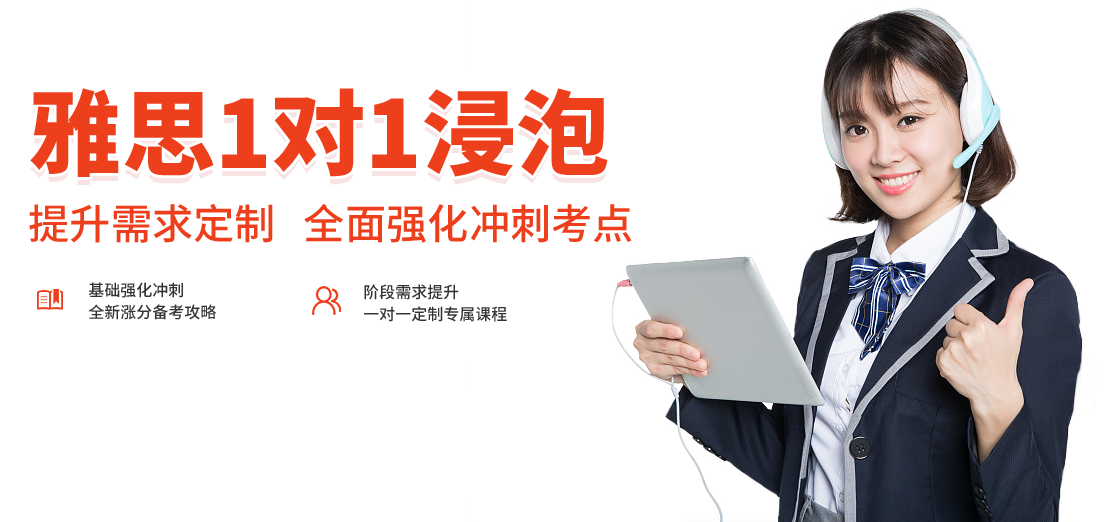 雅思1对1浸泡
提升需求定制 全面强化冲刺考点
基础强化冲刺
全新涨分备考攻略
阶段需求提升
一对一定制专属课程